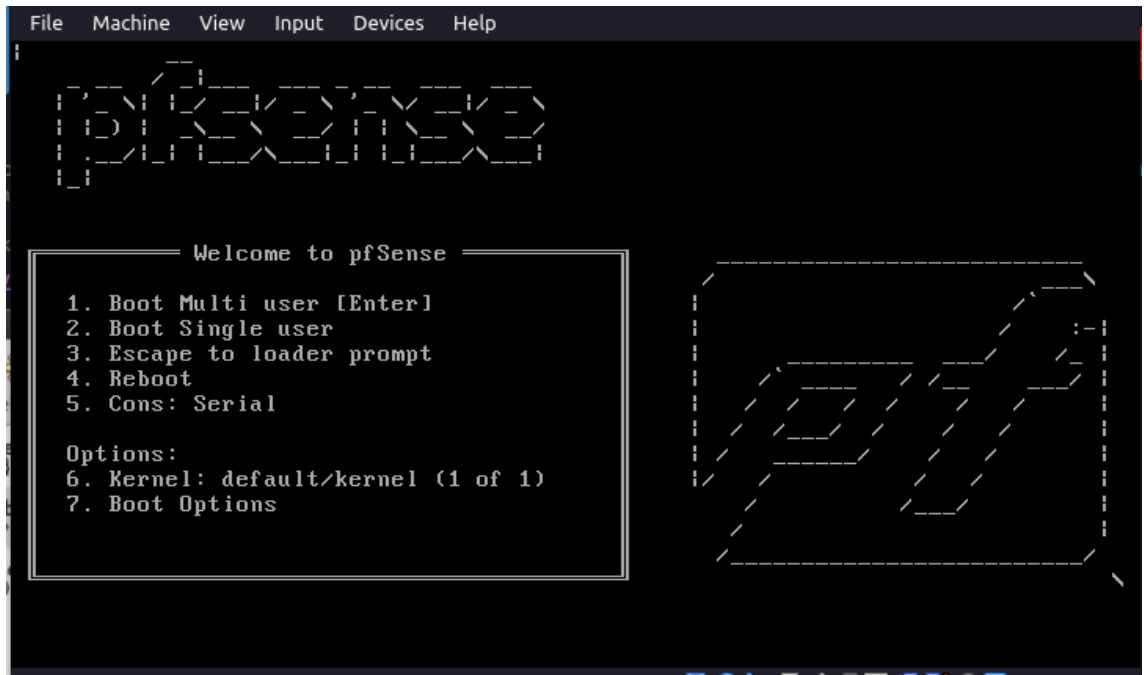 File Machine View Input Devices Help
pfsense
Welcome to pfSense
1. Boot Multi user [Enter]
2. Boot Single user
3. Escape to loader prompt
4. Reboot
5. Cons: Serial
Options:
6. Kernel: default/kernel (1 of 1)
7. Boot Options
pf